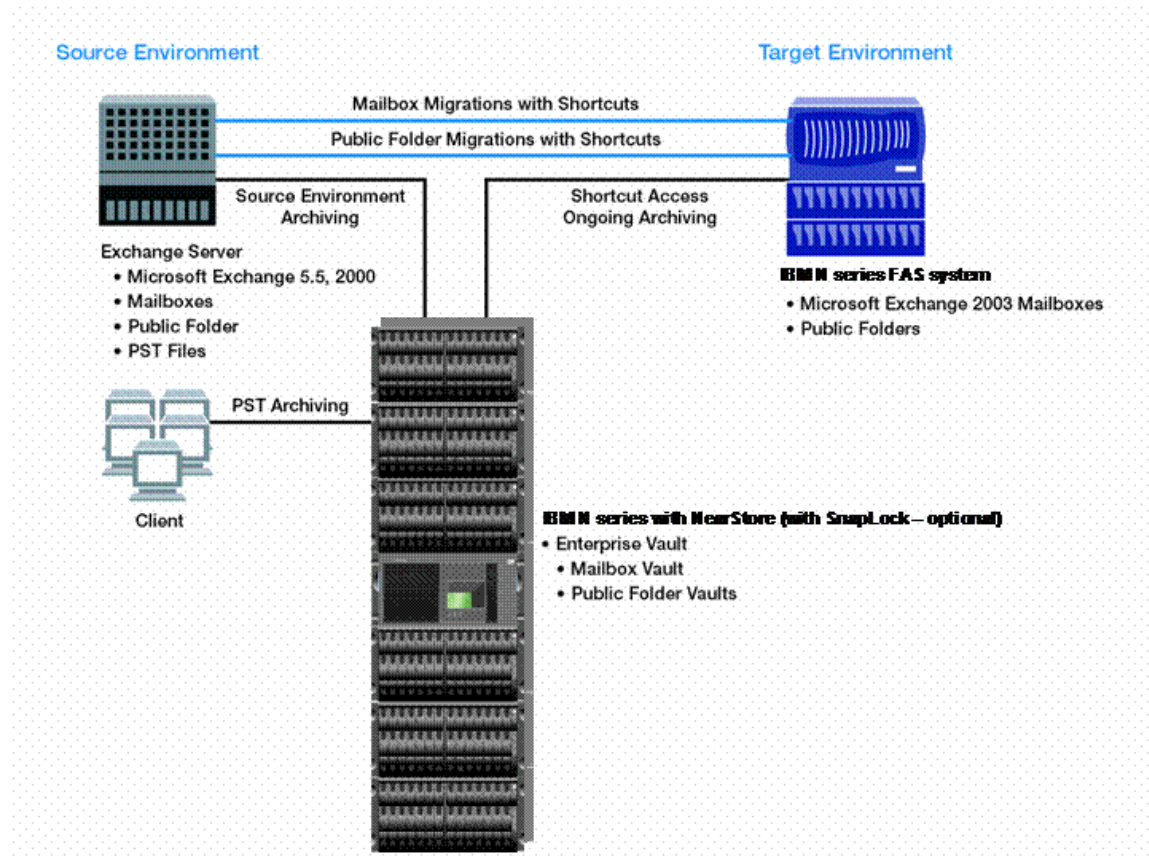 Source Environment
Target Environment
Mailbox Migrations with Shortcuts
Public Folder Migrations with Shortcuts
Source Environment
Archiving
Shortcut Access
Ongoing Archiving
Exchange Server
• Microsoft Exchange 5.5, 2000
• Mailboxes
• Public Folder
• PST Files
IBM N series FAS system
• Microsoft Exchange 2003 Mailboxes
• Public Folders
PST Archiving
Client
IBM N series with NearStore (with SnapLock – optional)
• Enterprise Vault
• Mailbox Vault
• Public Folder Vaults